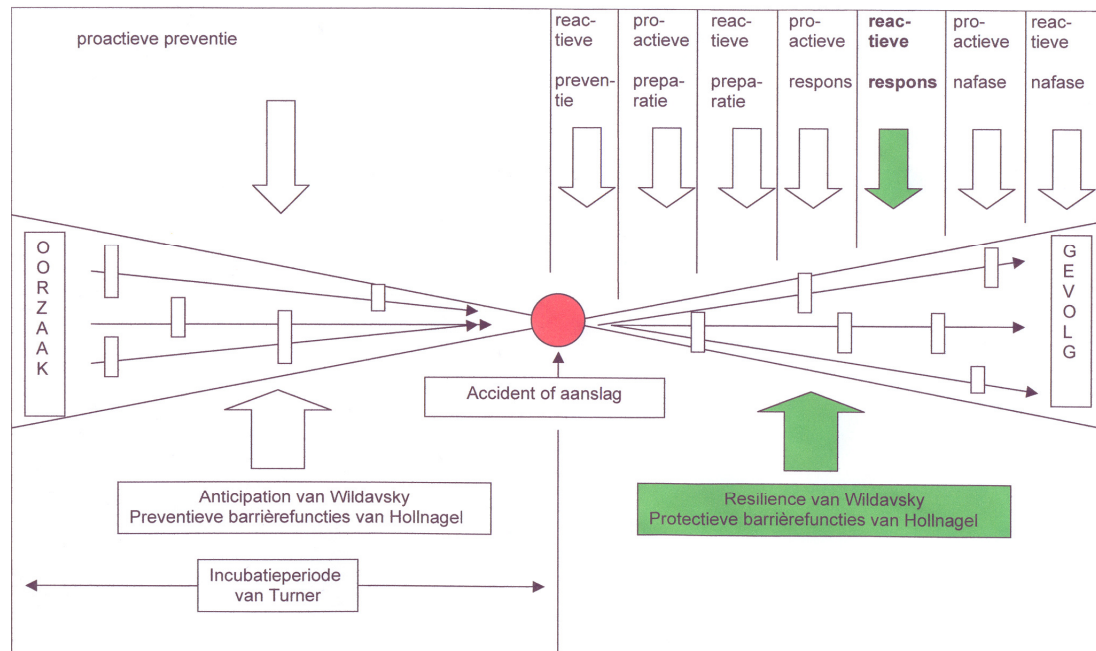 proactieve preventie
reac-
tieve
preven-
tie
pro-
actieve
prepa-
ratie
reac-
tieve
prepa-
ratie
pro-
actieve
respons
reac-
tieve
respons
pro-
actieve
nafase
reac-
tieve
nafase
OORZAAK
GEVOLG
Accident of aanslag
Anticipation van Wildavsky
Preventieve barrièrefuncties van Hollnagel
Resilience van Wildavsky
Protectieve barrièrefuncties van Hollnagel
Incubatieperiode
van Turner